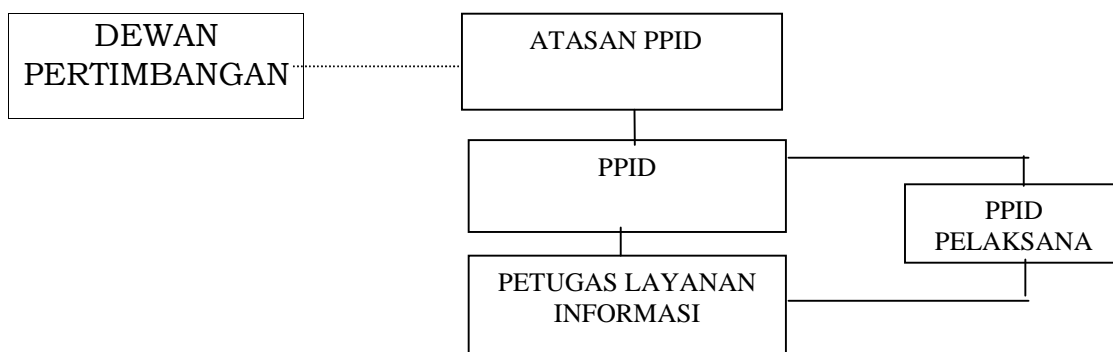 DEWAN
PERTIMBANGAN
ATASAN PPID
PPID
PPID
PELAKSANA
PETUGAS LAYANAN
INFORMASI